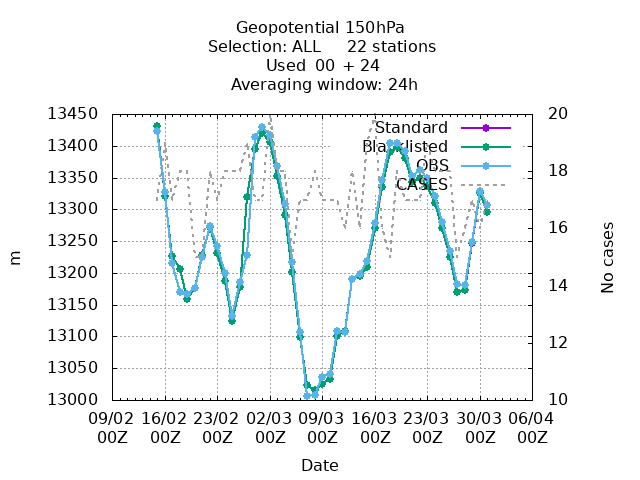 Geopotential 150hPa
Selection: ALL 22 stations
Used 00 + 24
Averaging window: 24h
13450 20
Standard
13400 Blacklisted
OBS
13350 18
CASES
13300
13250 16
13200
14
13150
13100
12
13050
13000 10
m
No cases
09/02 16/02 23/02 02/03 09/03 16/03 23/03 30/03 06/04
00Z 00Z 00Z 00Z 00Z 00Z 00Z 00Z 00Z
Date